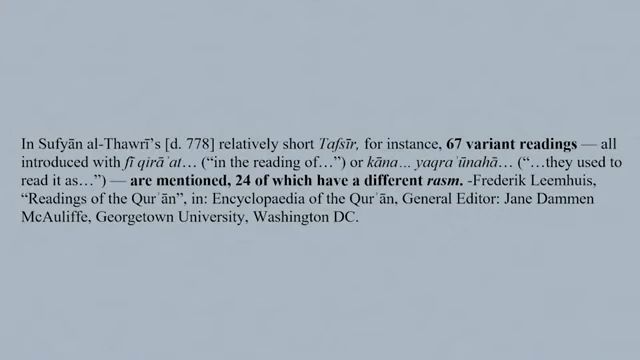 In Sufyān al-Thawrī’s [d. 778] relatively short Tafsīr, for instance, 67 variant readings — all
introduced with fī qirāʾat… (“in the reading of…”) or kāna… yaqraʾūnahā… (“…they used to
read it as…”) — are mentioned, 24 of which have a different rasm. -Frederik Leemhuis,
“Readings of the Qurʾān”, in: Encyclopaedia of the Qurʾān, General Editor: Jane Dammen
McAuliffe, Georgetown University, Washington DC.